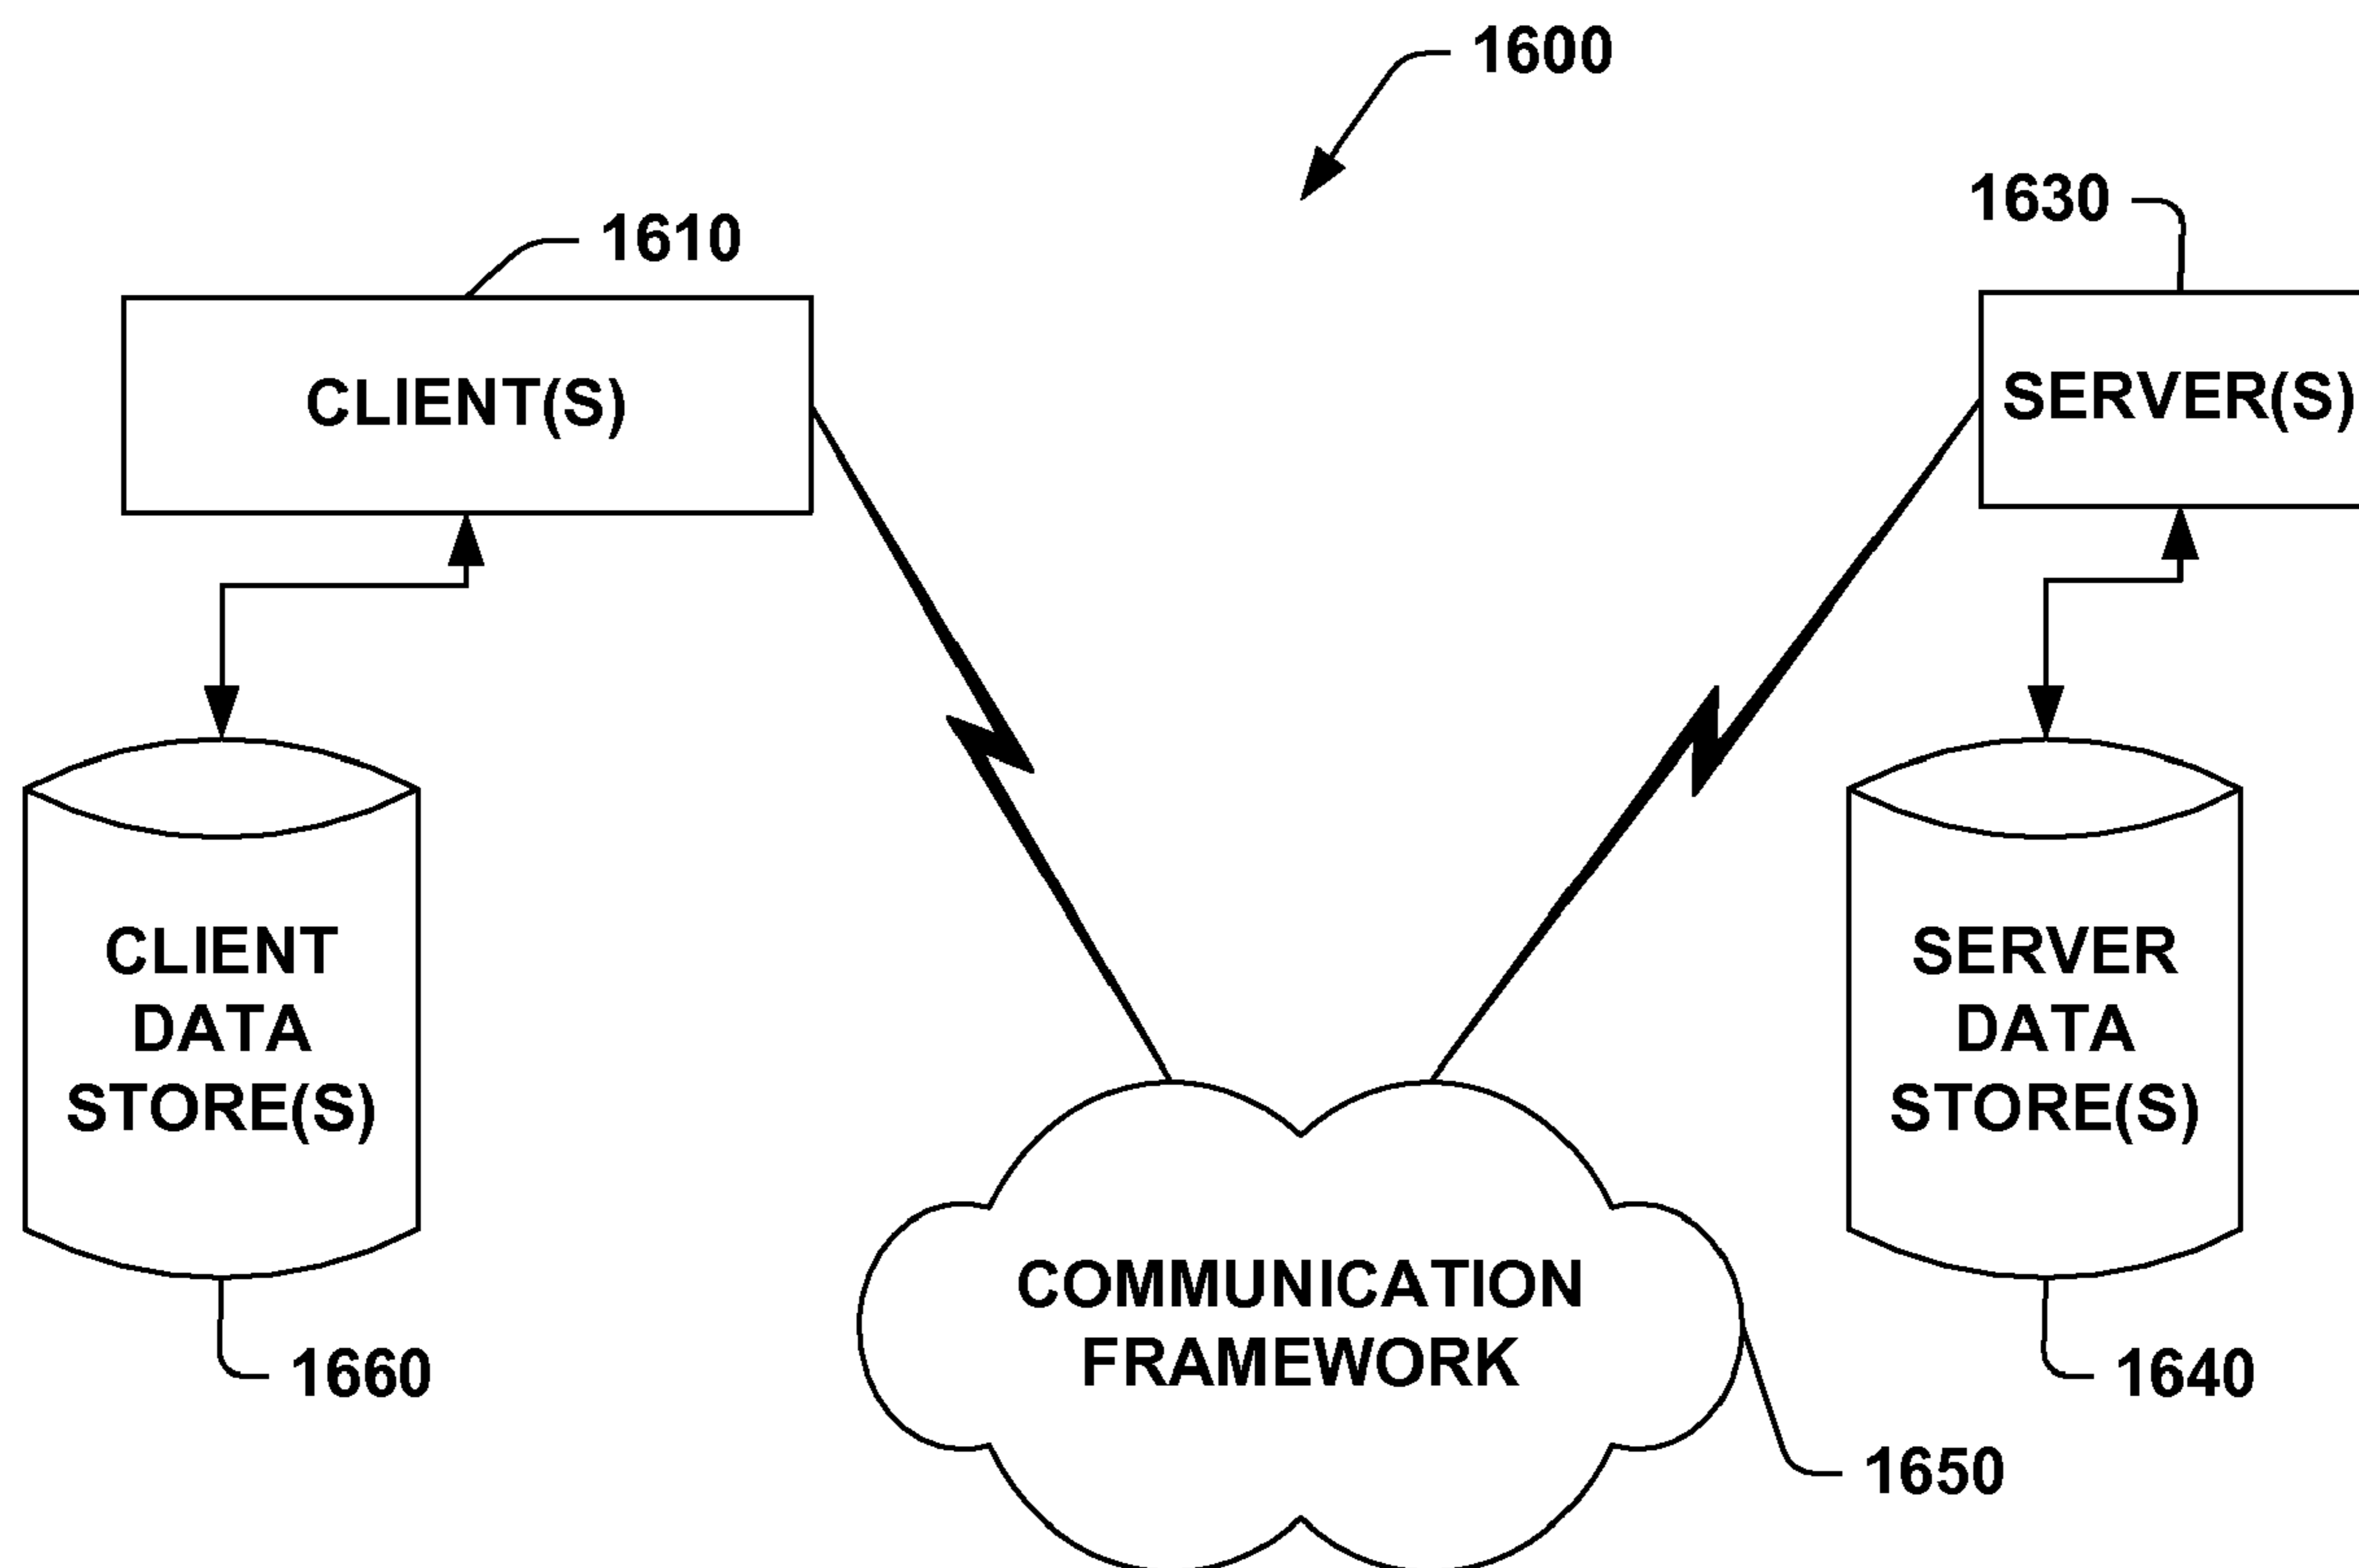 1600
1610
1630
CLIENT(S)
SERVER(S)
CLIENT
DATA
STORE(S)
SERVER
DATA
STORE(S)
COMMUNICATION
FRAMEWORK
1660
1640
1650